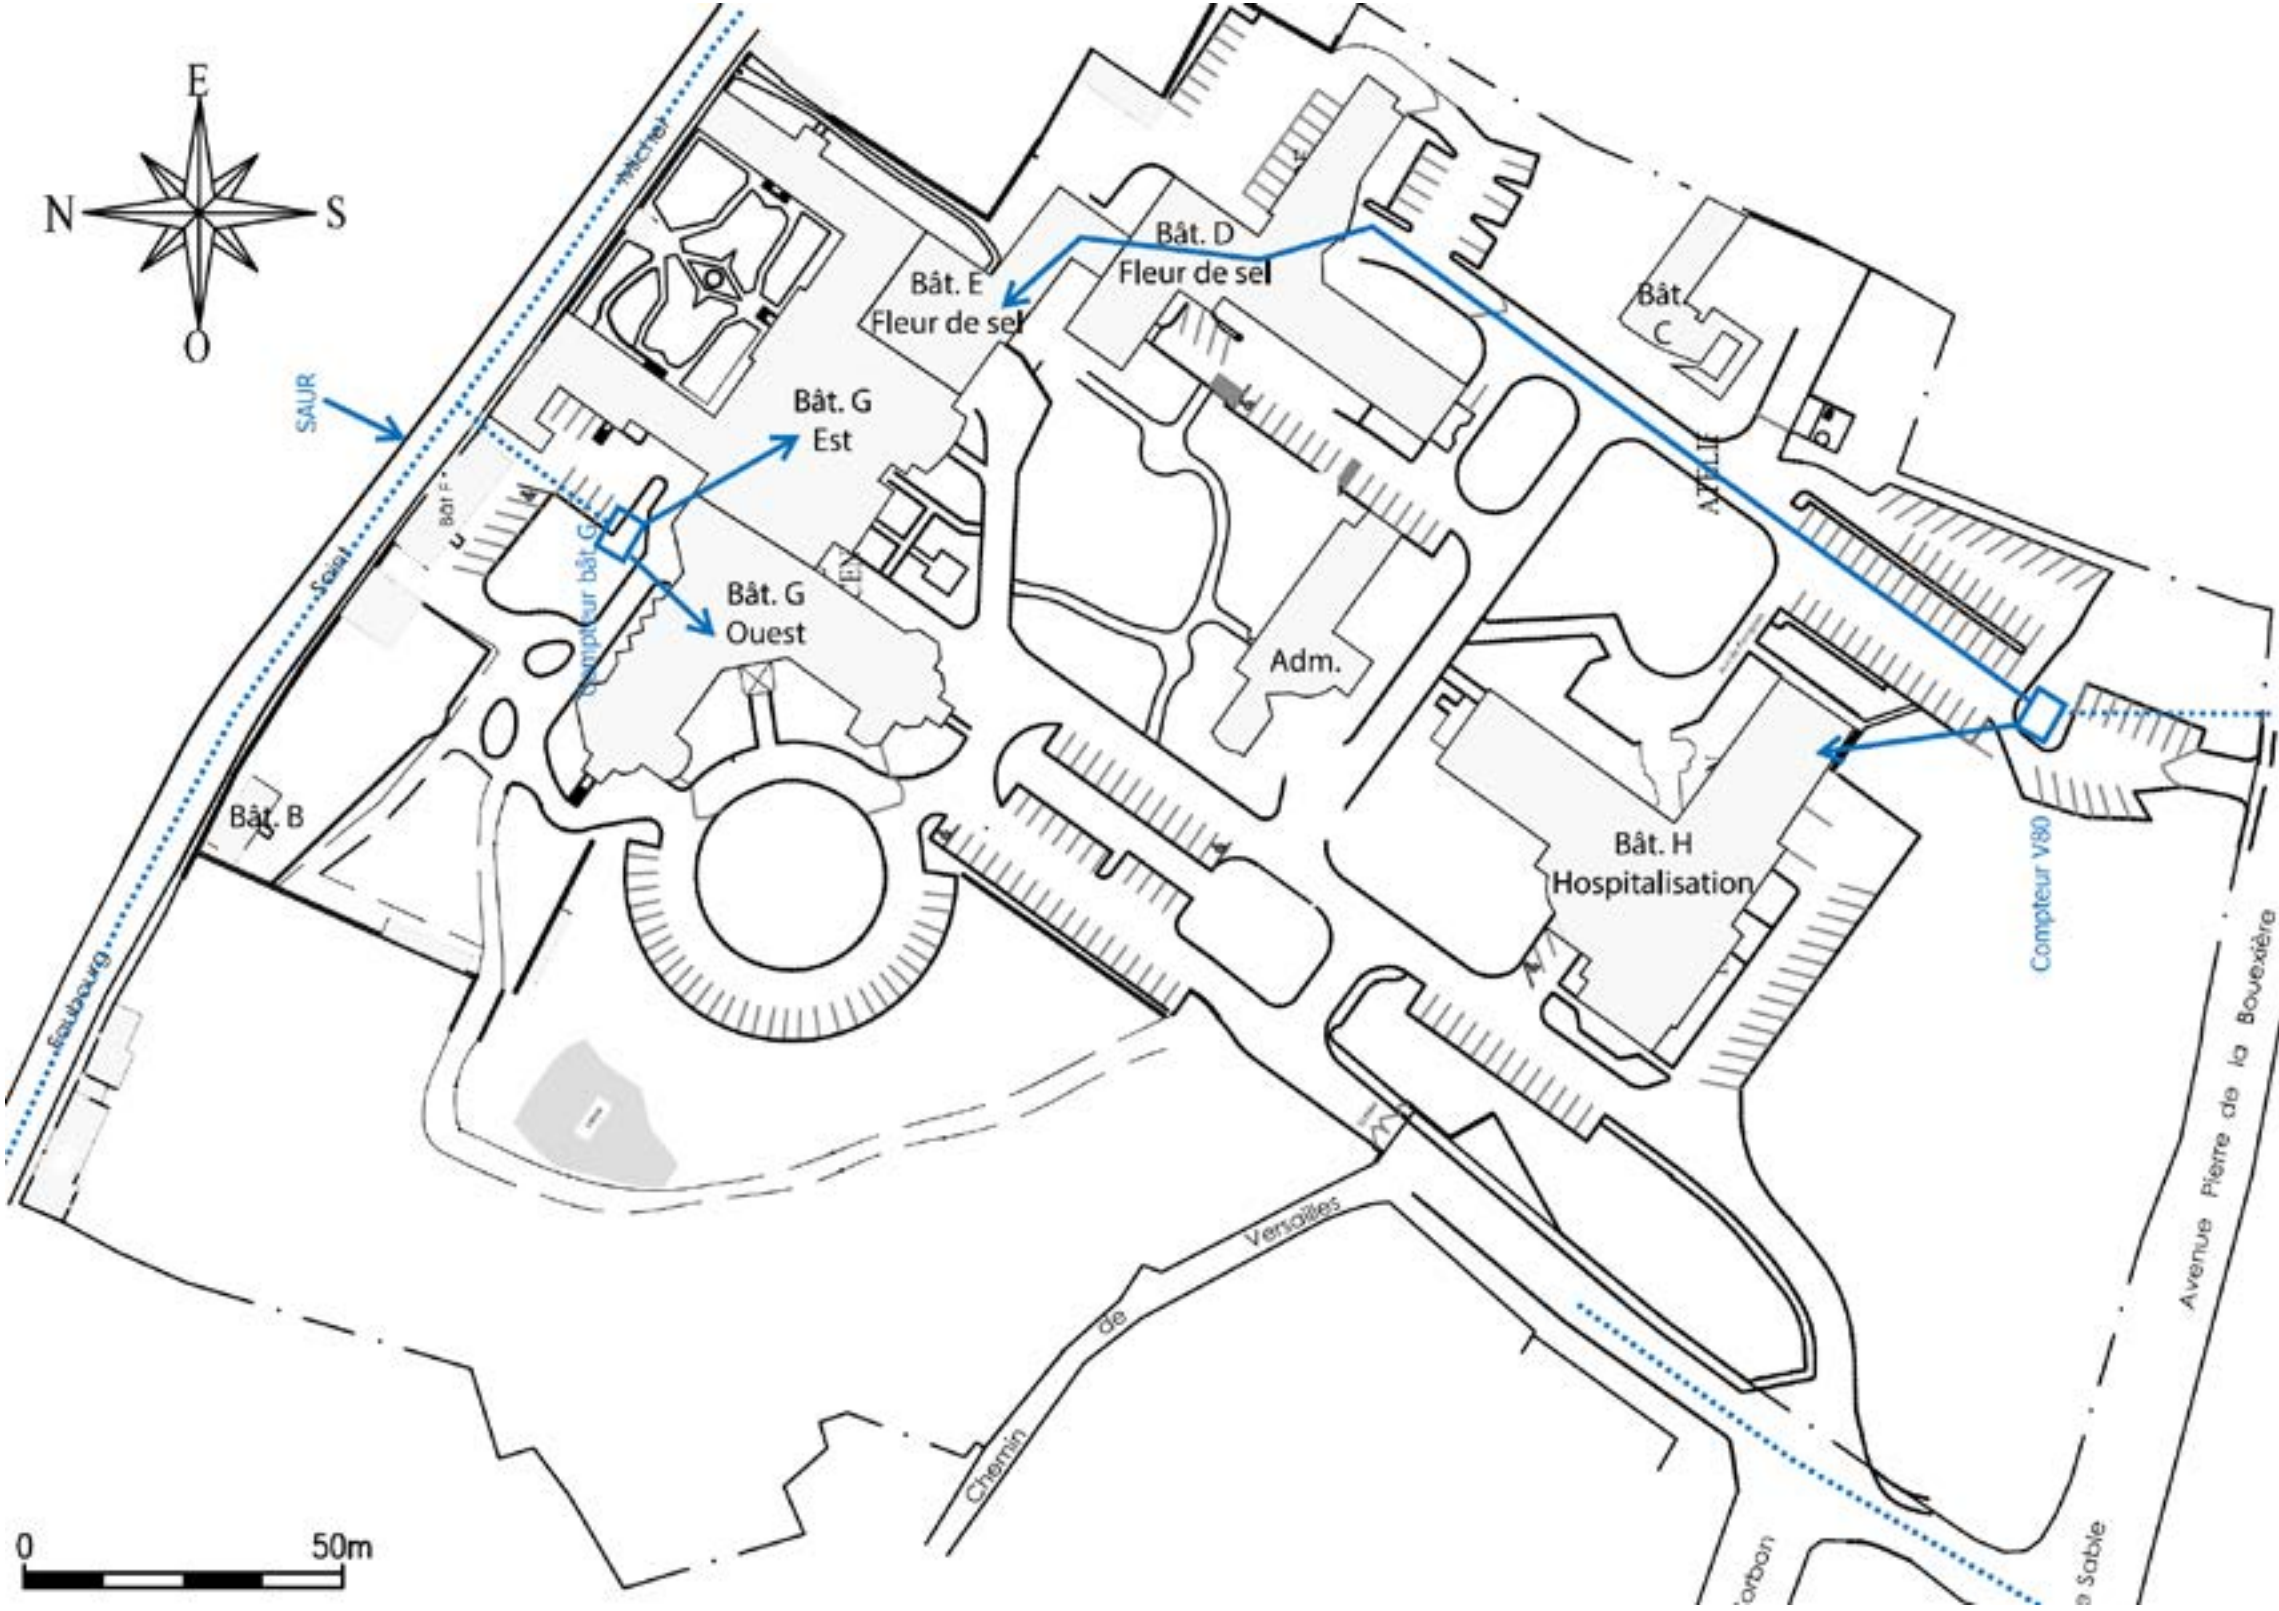 E
N
S
O
SAUR
Michel
Saint
Faubourg
Bât. E
Fleur de sel
Bât. D
Fleur de sel
Bât.
C
Bât. G
Est
Bât F
Compteur bât. G
Bât. G
Ouest
ATELIE
Adm.
Bât. B
Bât. H
Hospitalisation
Compteur V80
Avenue Pierre de la Bouexière
Chemin de Versailles
0
50m
orbon
e Sable